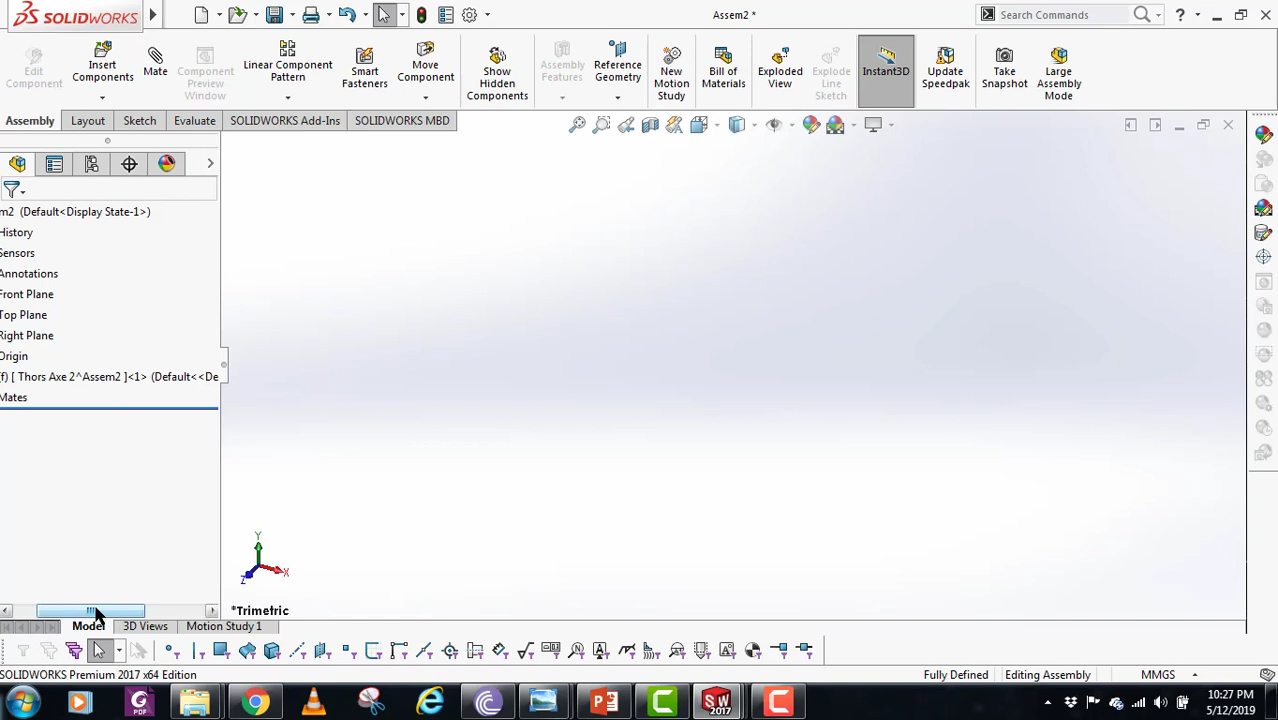 SOLIDWORKS
Assem2 *
Search Commands
Edit Component
Insert Components
Mate
Component Preview Window
Linear Component Pattern
Smart Fasteners
Move Component
Show Hidden Components
Assembly Features
Reference Geometry
New Motion Study
Bill of Materials
Exploded View
Explode Line Sketch
Instant3D
Update Speedpak
Take Snapshot
Large Assembly Mode
Assembly
Layout
Sketch
Evaluate
SOLIDWORKS Add-Ins
SOLIDWORKS MBD
m2 (Default<Display State-1>)
History
Sensors
Annotations
Front Plane
Top Plane
Right Plane
Origin
(f) [ Thors Axe 2^Assem2 ]<1> (Default<<De
Mates
Y
X
Z
*Trimetric
Model
3D Views
Motion Study 1
SOLIDWORKS Premium 2017 x64 Edition
Fully Defined
Editing Assembly
MMGS
PDF
2017
10:27 PM
5/12/2019